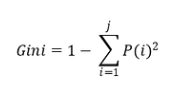 Gini = 1 − ∑_{i=1}^{j} P(i)²